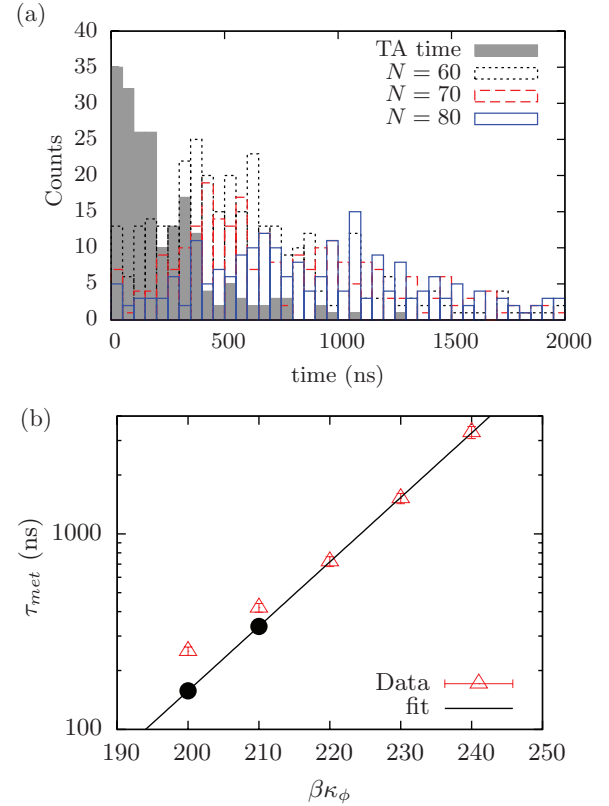 (a)
40
35
30
25
20
15
10
5
0
Counts
TA time
N = 60
N = 70
N = 80
0 500 1000 1500 2000
time (ns)
(b)
1000
100
τmet (ns)
Data
fit
190 200 210 220 230 240 250
βκϕ